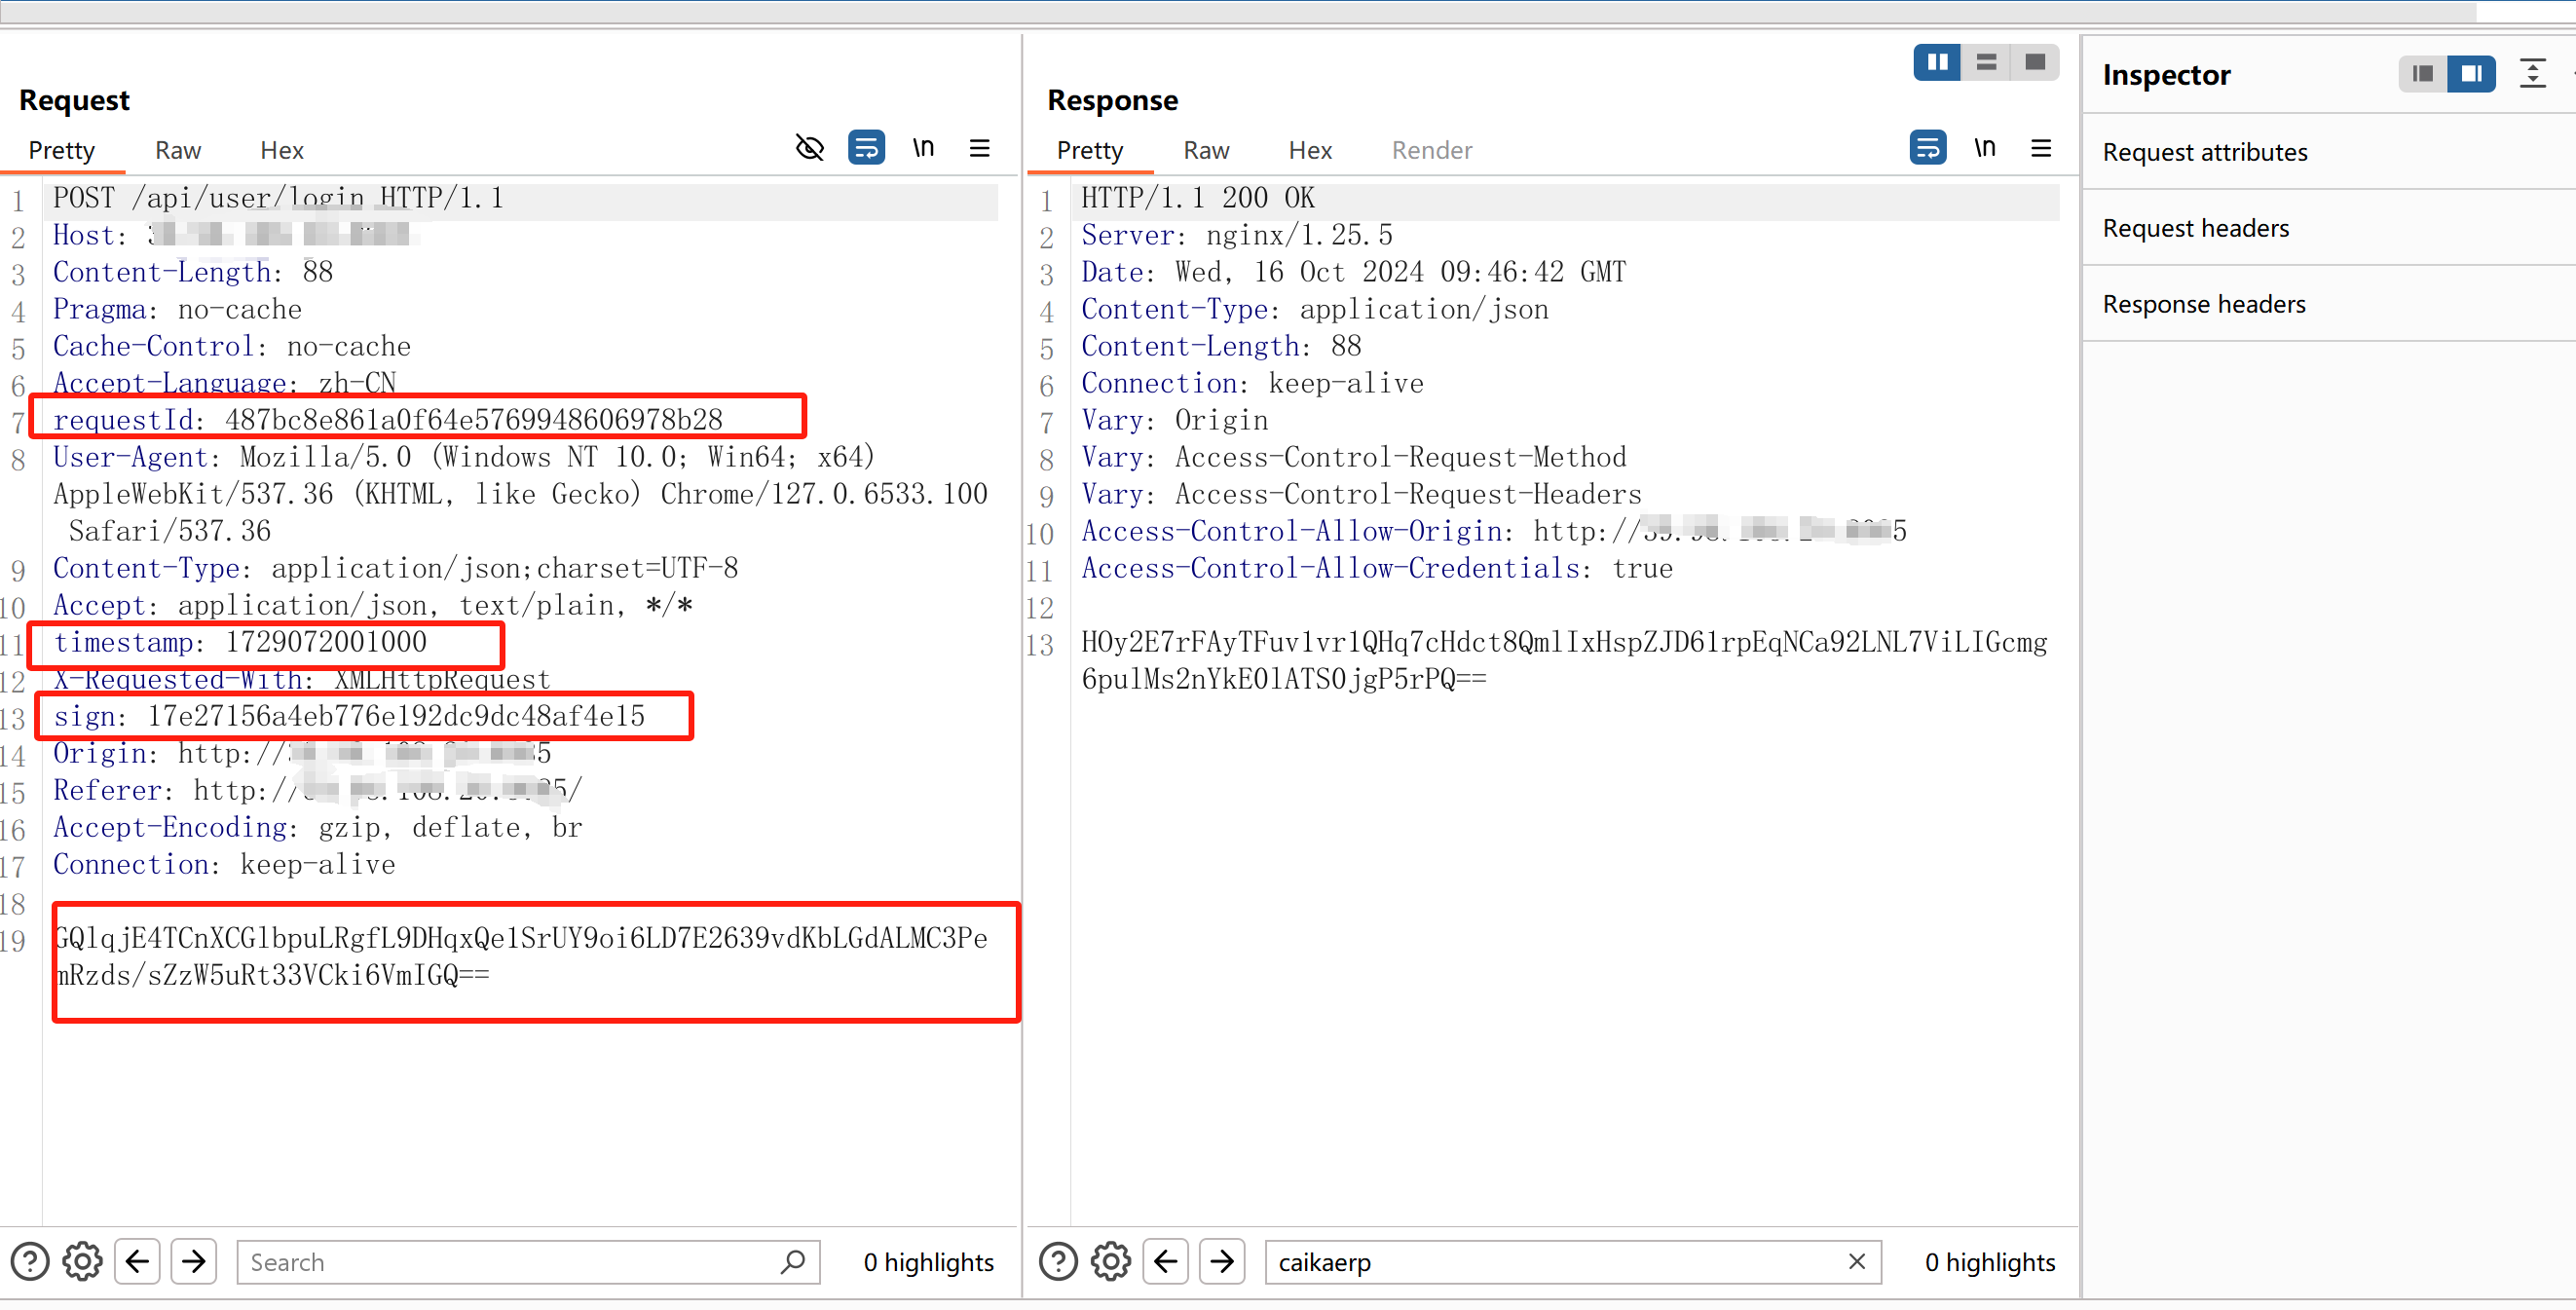 Request
Pretty Raw Hex \n
1 POST /api/user/login HTTP/1.1
2 Host:
3 Content-Length: 88
4 Pragma: no-cache
5 Cache-Control: no-cache
6 Accept-Language: zh-CN
7 requestId: 487bc8e861a0f64e5769948606978b28
8 User-Agent: Mozilla/5.0 (Windows NT 10.0; Win64; x64)
AppleWebKit/537.36 (KHTML, like Gecko) Chrome/127.0.6533.100
Safari/537.36
9 Content-Type: application/json;charset=UTF-8
10 Accept: application/json, text/plain, */*
11 timestamp: 1729072001000
12 X-Requested-With: XMLHttpRequest
13 sign: 17e27156a4eb776e192dc9dc48af4e15
14 Origin: http://
15 Referer: http://
16 Accept-Encoding: gzip, deflate, br
17 Connection: keep-alive
18
19 GQlqjE4TCnXCGlbpuLRgfL9DHqxQe1SrUY9oi6LD7E2639vdKbLGdALMC3Pe
mRzds/sZzW5uRt33VCki6VmIGQ==
Search
0 highlights
Response
Pretty Raw Hex Render \n
1 HTTP/1.1 200 OK
2 Server: nginx/1.25.5
3 Date: Wed, 16 Oct 2024 09:46:42 GMT
4 Content-Type: application/json
5 Content-Length: 88
6 Connection: keep-alive
7 Vary: Origin
8 Vary: Access-Control-Request-Method
9 Vary: Access-Control-Request-Headers
10 Access-Control-Allow-Origin: http://
11 Access-Control-Allow-Credentials: true
12
13 HOy2E7rFAyTFuv1vr1QHq7cHdct8QmlIxHspZJD61rpEqNCa92LNL7ViLIGcmg
6pulMs2nYkE0lATS0jgP5rPQ==
caikaerp
0 highlights
Inspector
Request attributes
Request headers
Response headers